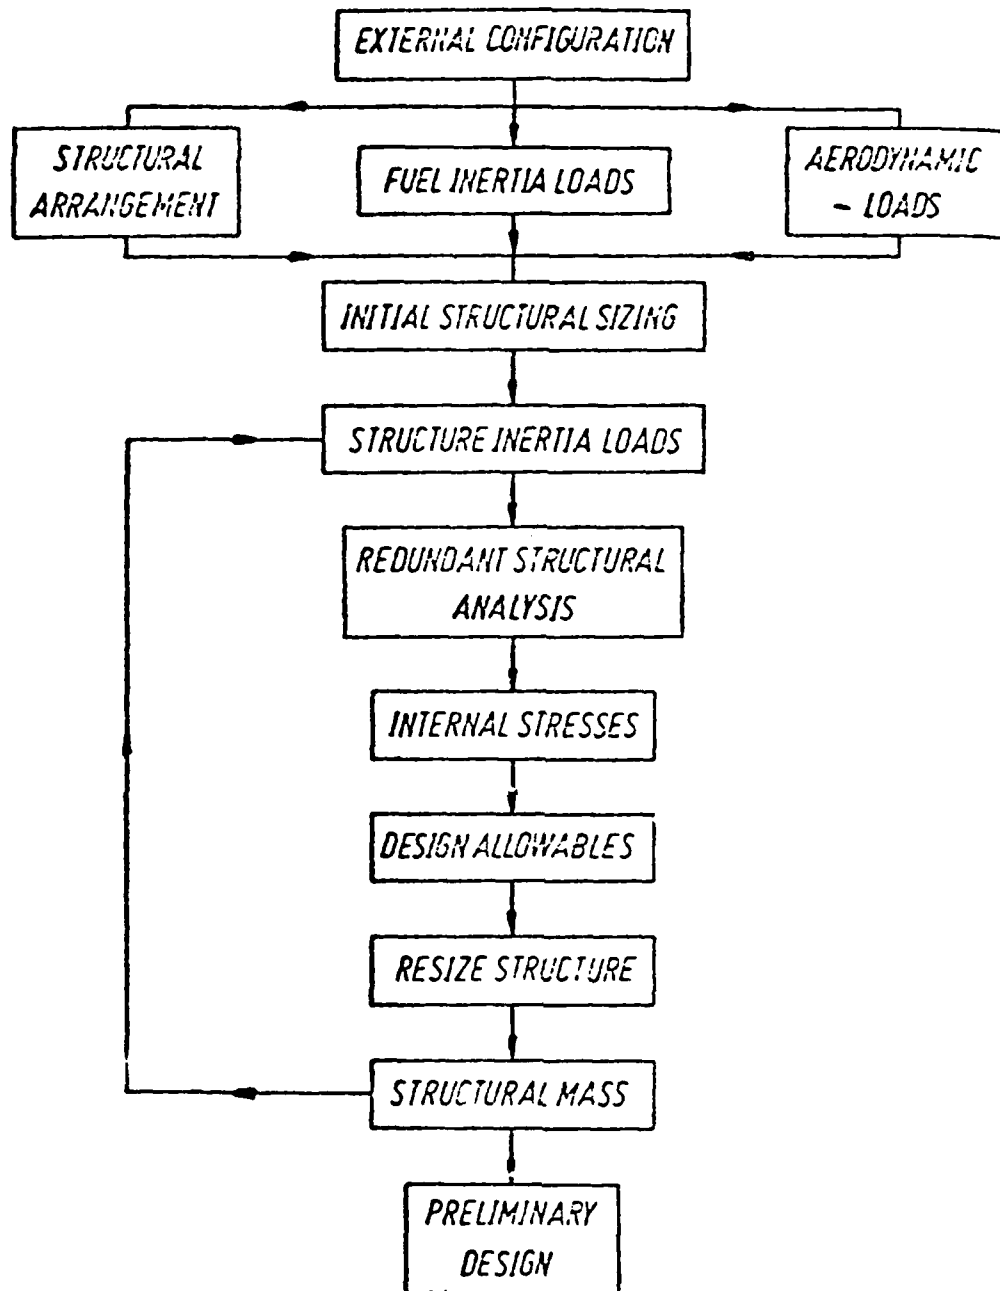 EXTERNAL CONFIGURATION
STRUCTURAL
ARRANGEMENT
FUEL INERTIA LOADS
AERODYNAMIC
- LOADS
INITIAL STRUCTURAL SIZING
STRUCTURE INERTIA LOADS
REDUNDANT STRUCTURAL
ANALYSIS
INTERNAL STRESSES
DESIGN ALLOWABLES
RESIZE STRUCTURE
STRUCTURAL MASS
PRELIMINARY
DESIGN